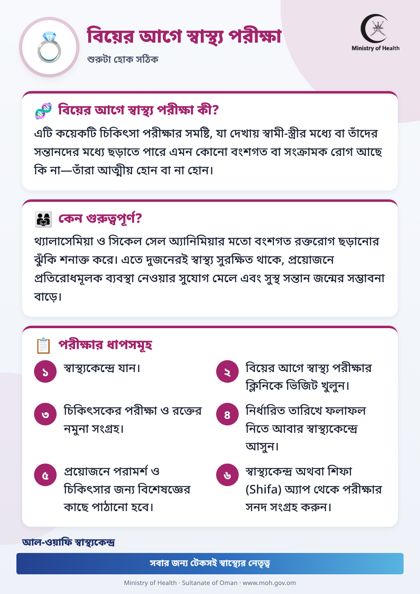 বিয়ের আগে স্বাস্থ্য পরীক্ষা
শুরুটা হোক সঠিক
Ministry of Health
বিয়ের আগে স্বাস্থ্য পরীক্ষা কী?
এটি কয়েকটি চিকিৎসা পরীক্ষার সমষ্টি, যা দেখায় স্বামী-স্ত্রীর মধ্যে বা তাঁদের
সন্তানদের মধ্যে ছড়াতে পারে এমন কোনো বংশগত বা সংক্রামক রোগ আছে
কি না—তাঁরা আত্মীয় হোন বা না হোন।
কেন গুরুত্বপূর্ণ?
থ্যালাসেমিয়া ও সিকেল সেল অ্যানিমিয়ার মতো বংশগত রক্তরোগ ছড়ানোর
ঝুঁকি শনাক্ত করে। এতে দুজনেরই স্বাস্থ্য সুরক্ষিত থাকে, প্রয়োজনে
প্রতিরোধমূলক ব্যবস্থা নেওয়ার সুযোগ মেলে এবং সুস্থ সন্তান জন্মের সম্ভাবনা
বাড়ে।
পরীক্ষার ধাপসমূহ
১ স্বাস্থ্যকেন্দ্রে যান।
২ বিয়ের আগে স্বাস্থ্য পরীক্ষার
ক্লিনিকে ভিজিট খুলুন।
৩ চিকিৎসকের পরীক্ষা ও রক্তের
নমুনা সংগ্রহ।
৪ নির্ধারিত তারিখে ফলাফল
নিতে আবার স্বাস্থ্যকেন্দ্রে
আসুন।
৫ প্রয়োজনে পরামর্শ ও
চিকিৎসার জন্য বিশেষজ্ঞের
কাছে পাঠানো হবে।
৬ স্বাস্থ্যকেন্দ্র অথবা শিফা
(Shifa) অ্যাপ থেকে পরীক্ষার
সনদ সংগ্রহ করুন।
আল-ওয়াফি স্বাস্থ্যকেন্দ্র
সবার জন্য টেকসই স্বাস্থ্যের নেতৃত্ব
Ministry of Health · Sultanate of Oman · www.moh.gov.om